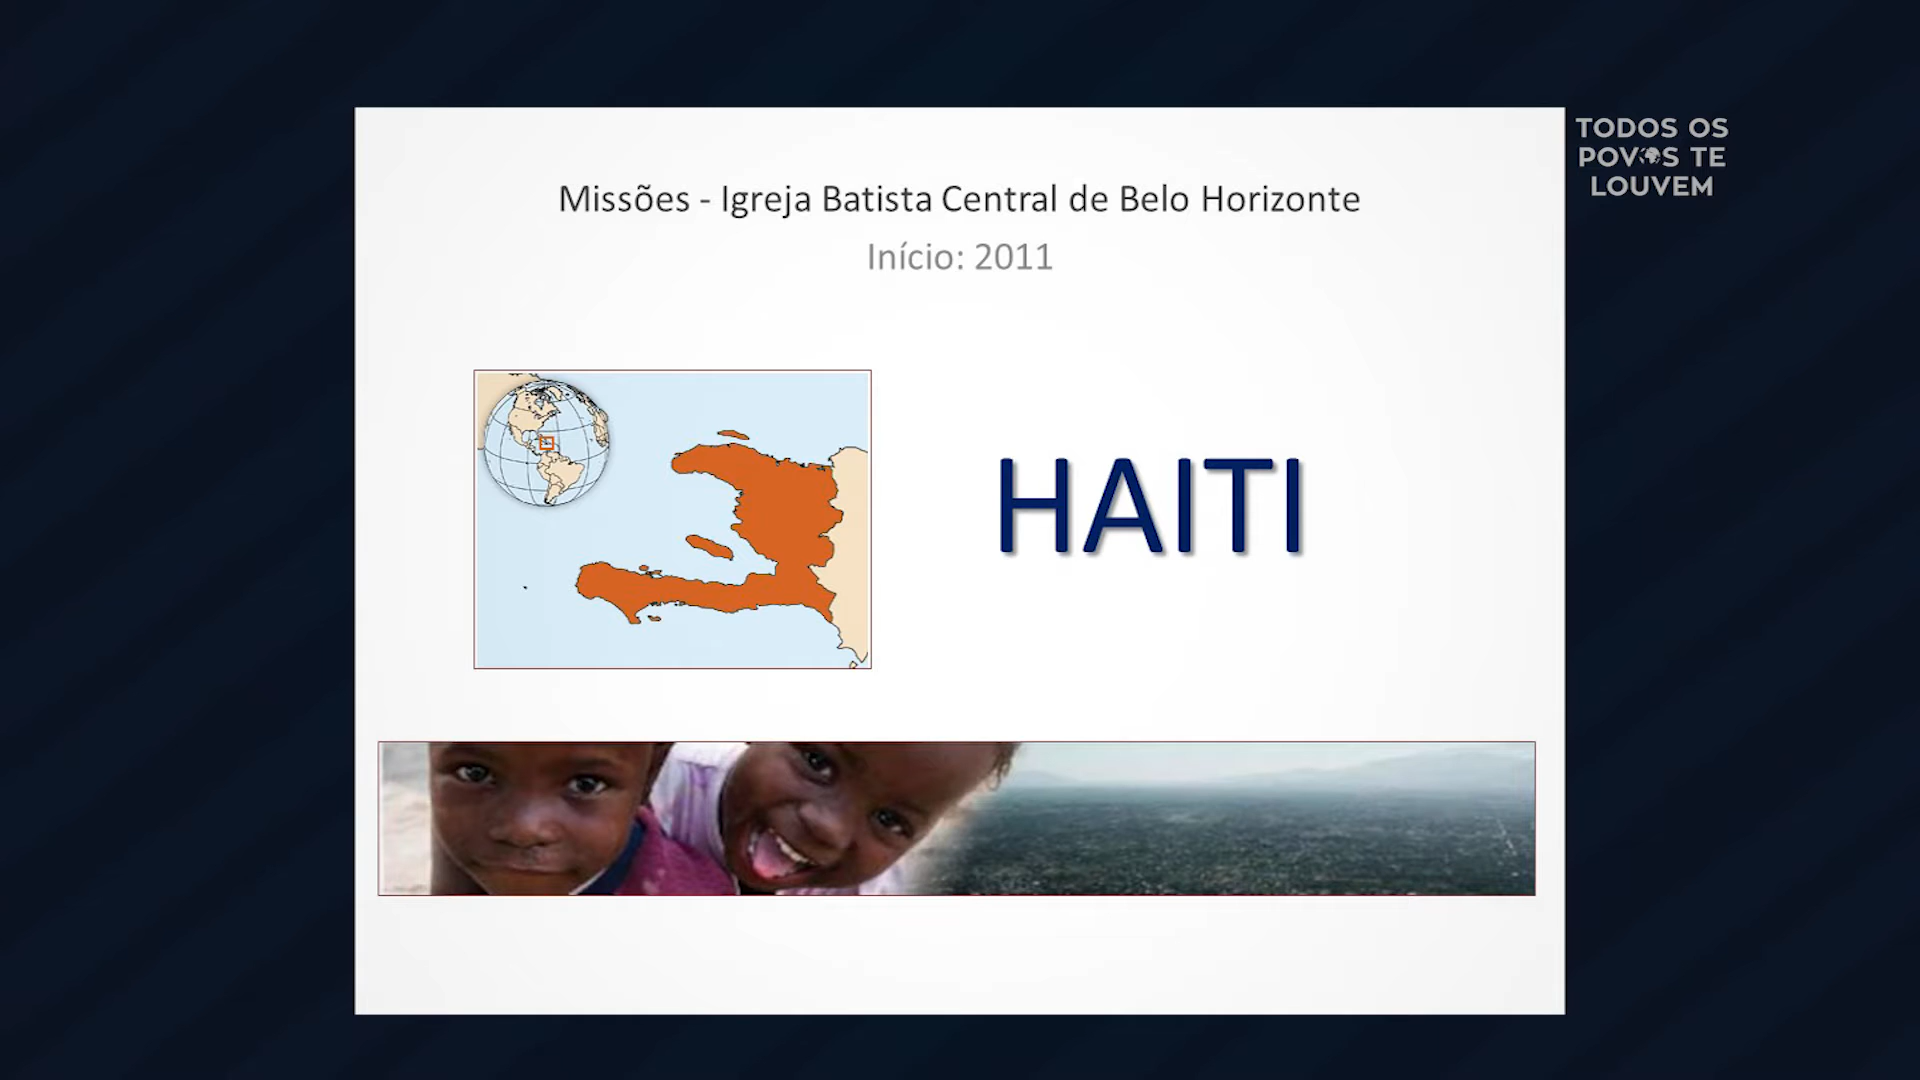 Missões - Igreja Batista Central de Belo Horizonte
Início: 2011
HAITI
TODOS OS
POVOS TE
LOUVEM